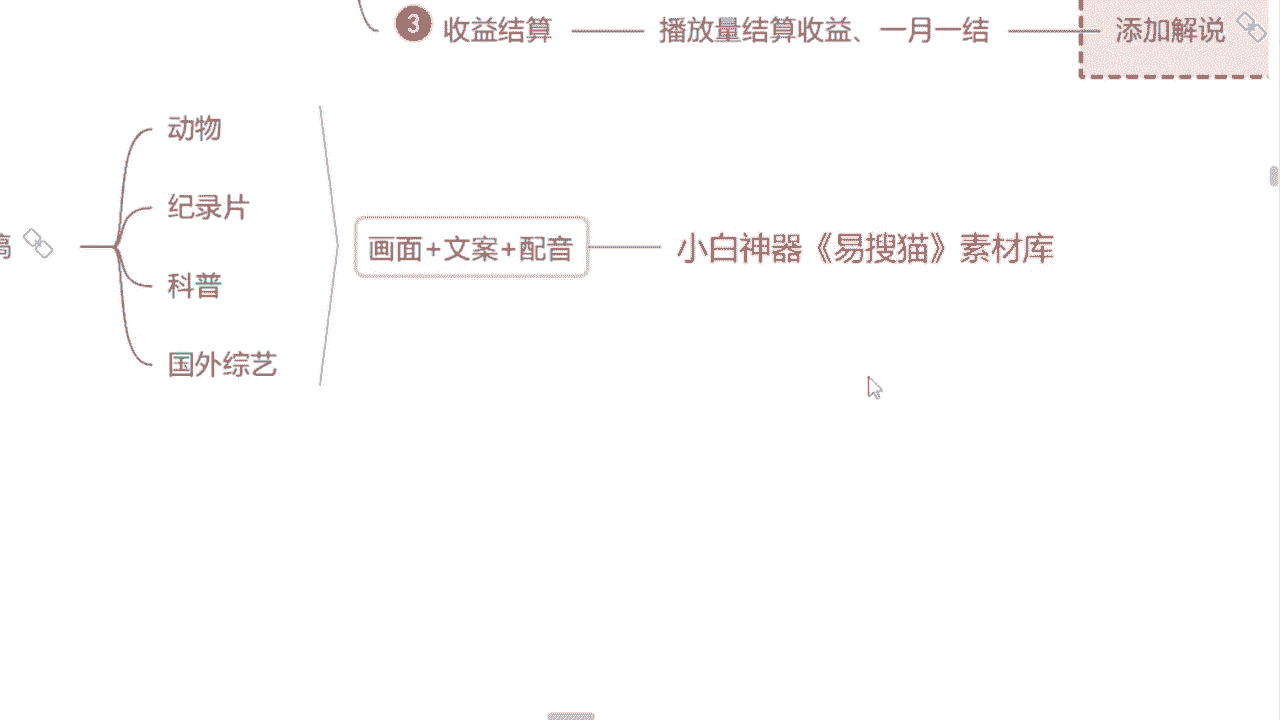 3 收益结算 播放量结算收益、一月一结 添加解说
动物
纪录片
科普
国外综艺
画面+文案+配音 小白神器《易搜猫》素材库